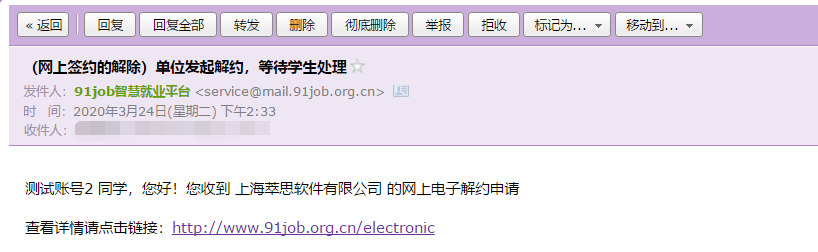 « 返回 回复 回复全部 转发 删除 彻底删除 举报 拒收 标记为... 移动到...
（网上签约的解除）单位发起解约，等待学生处理
发件人：91job智慧就业平台 <service@mail.91job.org.cn>
时 间：2020年3月24日(星期二) 下午2:33
收件人：
测试账号2 同学，您好！您收到 上海萃思软件有限公司 的网上电子解约申请
查看详情请点击链接：http://www.91job.org.cn/electronic